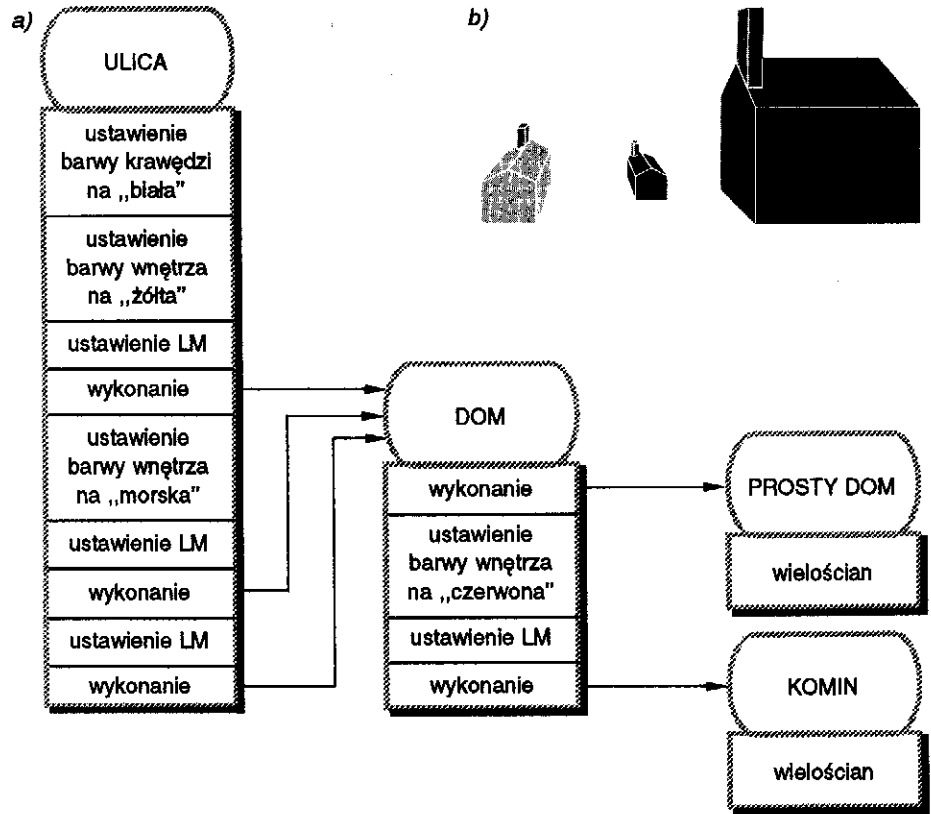 a)
ULICA
ustawienie
barwy krawędzi
na ,,biała"
ustawienie
barwy wnętrza
na ,,żółta"
ustawienie LM
wykonanie
ustawienie
barwy wnętrza
na ,,morska"
ustawienie LM
wykonanie
ustawienie LM
wykonanie
b)
DOM
wykonanie
ustawienie
barwy wnętrza
na ,,czerwona"
ustawienie LM
wykonanie
PROSTY DOM
wielościan
KOMIN
wielościan